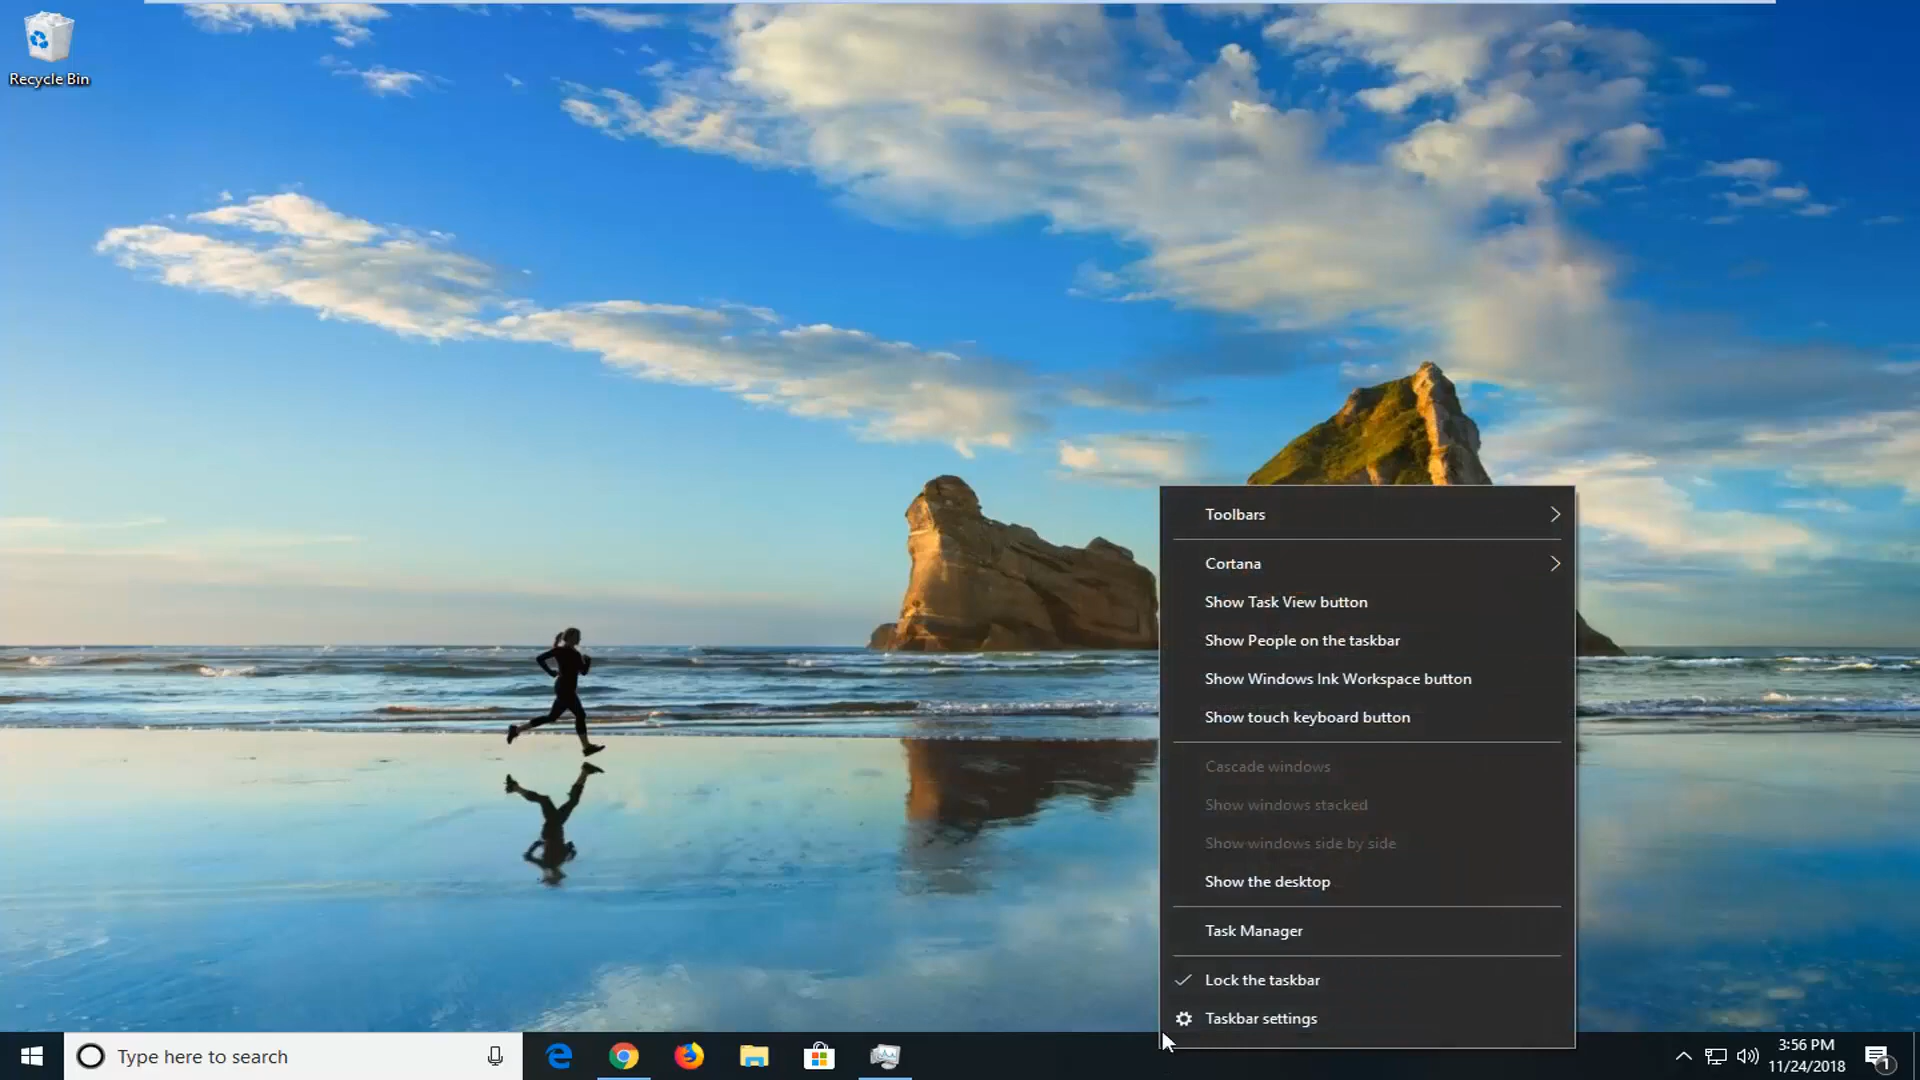 Recycle Bin
Toolbars
Cortana
Show Task View button
Show People on the taskbar
Show Windows Ink Workspace button
Show touch keyboard button
Cascade windows
Show windows stacked
Show windows side by side
Show the desktop
Task Manager
Lock the taskbar
Taskbar settings
Type here to search
3:56 PM
11/24/2018
1